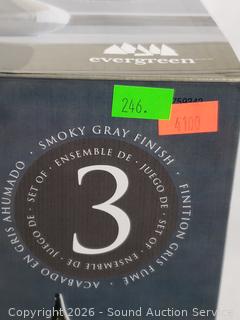 evergreen
246.
4100
SMOKY GRAY FINISH · FINITION GRIS FUMÉ · ACABADO EN GRIS AHUMADO ·
SET OF · ENSEMBLE DE · JUEGO DE · SET OF · ENSEMBLE DE · JUEGO DE ·
3
Copyright 2026 - Sound Auction Service